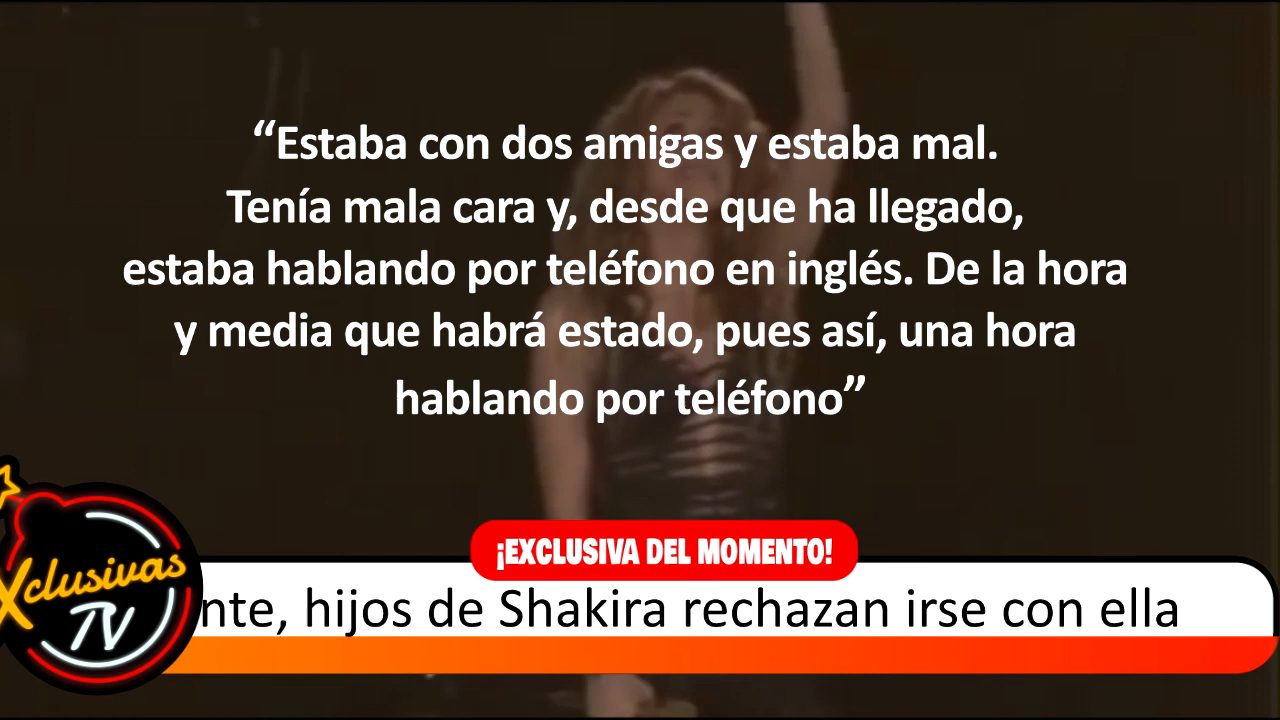 “Estaba con dos amigas y estaba mal.
Tenía mala cara y, desde que ha llegado,
estaba hablando por teléfono en inglés. De la hora
y media que habrá estado, pues así, una hora
hablando por teléfono”
¡EXCLUSIVA DEL MOMENTO!
nte, hijos de Shakira rechazan irse con ella
Xclusivas
TV